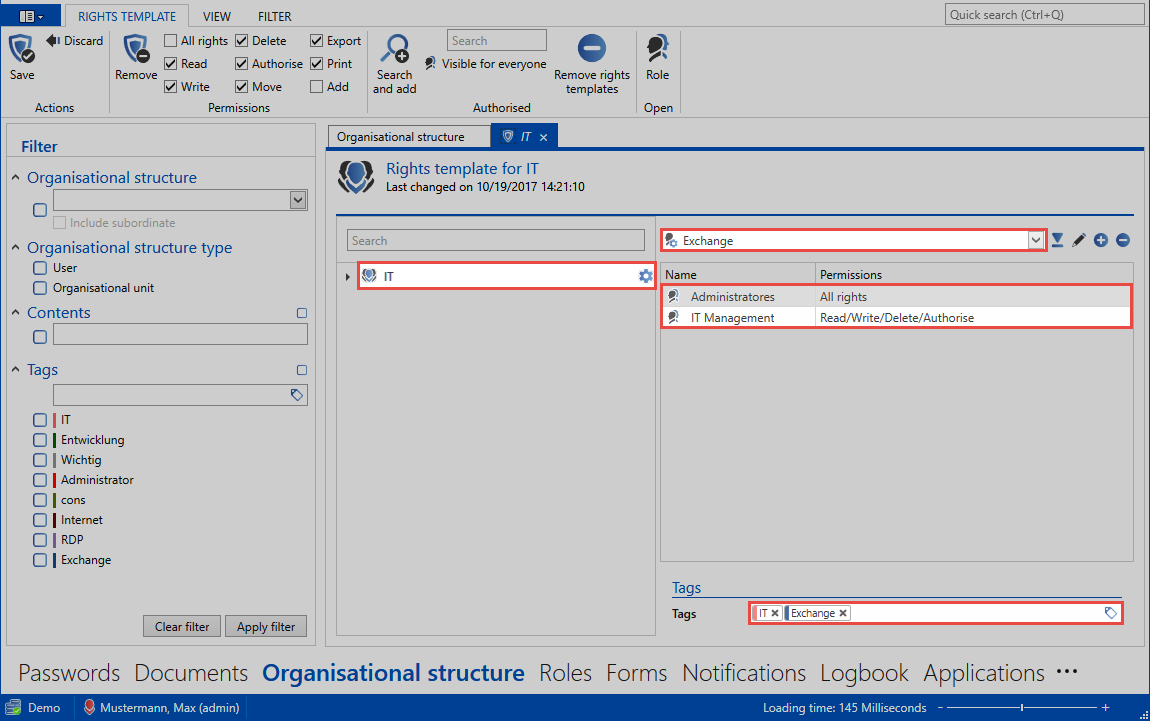 RIGHTS TEMPLATE VIEW FILTER Quick search (Ctrl+Q)
Save
Discard
Actions
Remove
All rights Delete Export
Read Authorise Print
Write Move Add
Permissions
Search and add
Search
Visible for everyone
Remove rights templates
Authorised
Role
Open
Filter
Organisational structure
Include subordinate
Organisational structure type
User
Organisational unit
Contents
Tags
IT
Entwicklung
Wichtig
Administrator
cons
Internet
RDP
Exchange
Clear filter Apply filter
Organisational structure IT
Rights template for IT
Last changed on 10/19/2017 14:21:10
Search
IT
Exchange
Name Permissions
Administratores All rights
IT Management Read/Write/Delete/Authorise
Tags
Tags IT Exchange
Passwords Documents Organisational structure Roles Forms Notifications Logbook Applications ···
Demo Mustermann, Max (admin) Loading time: 145 Milliseconds